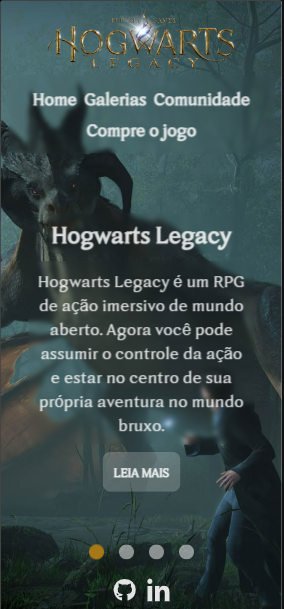 HOGWARTS
LEGACY
Home Galerias Comunidade
Compre o jogo
Hogwarts Legacy
Hogwarts Legacy é um RPG
de ação imersivo de mundo
aberto. Agora você pode
assumir o controle da ação
e estar no centro de sua
própria aventura no mundo
bruxo.
LEIA MAIS
in